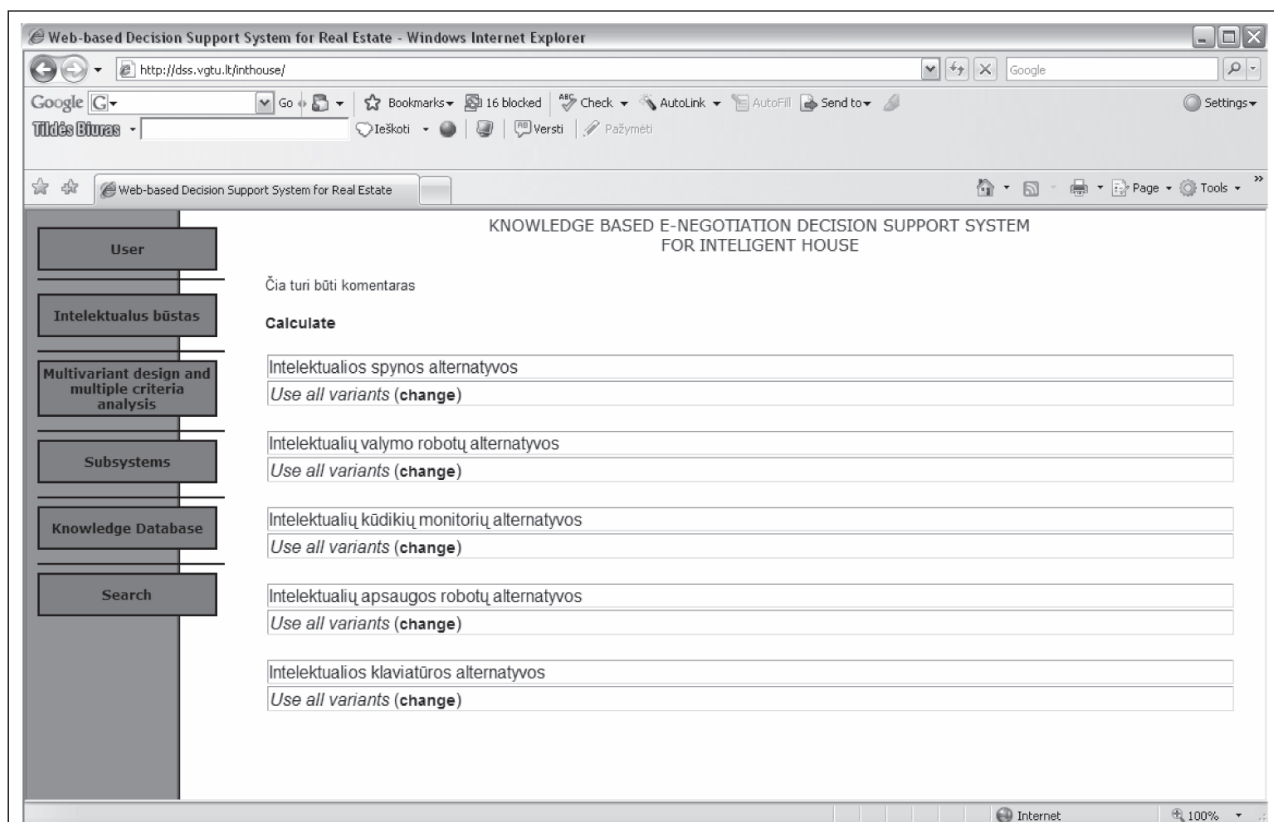 Web-based Decision Support System for Real Estate - Windows Internet Explorer
http://dss.vgtu.lt/inthouse/
Google
Google G Go Bookmarks 16 blocked ABC Check AutoLink AutoFill Send to Settings
Tildės Biuras Ieškoti Versti Pažymėti
Web-based Decision Support System for Real Estate Page Tools »
KNOWLEDGE BASED E-NEGOTIATION DECISION SUPPORT SYSTEM
FOR INTELIGENT HOUSE
User
Čia turi būti komentaras
Intelektualus būstas
Calculate
Multivariant design and
multiple criteria
analysis
Subsystems
Knowledge Database
Search
Intelektualios spynos alternatyvos
Use all variants (change)
Intelektualių valymo robotų alternatyvos
Use all variants (change)
Intelektualių kūdikių monitorių alternatyvos
Use all variants (change)
Intelektualių apsaugos robotų alternatyvos
Use all variants (change)
Intelektualios klaviatūros alternatyvos
Use all variants (change)
Internet 100%